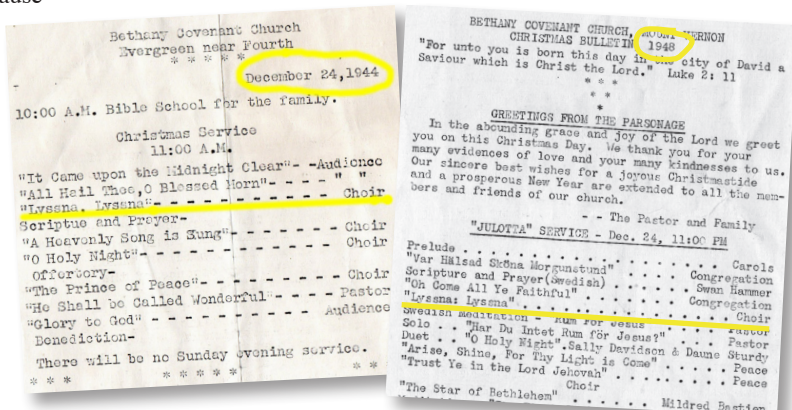 ause
Bethany Covenant Church
Evergreen near Fourth
* * * * *
December 24,1944
10:00 A.M. Bible School for the family.
Christmas Service
11:00 A.M.
"It Came upon the Midnight Clear"- -Audience
"All Hail Thee,O Blessed Morn"- - - - " "
"Lyssna, Lyssna"- - - - - - - - - - - Choir
Scriptue and Prayer-
"A Heavenly Song is Sung"- - - - - - Choir
"O Holy Night"- - - - - - - - - - - - Choir
Offertory-
"The Prince of Peace"- - - - - - - - Choir
"He Shall be Called Wonderful"- - - - Pastor
"Glory to God"- - - - - - - - - - Audience
Benediction-
There will be no Sunday evening service.
* * * * * * * * * * *
BETHANY COVENANT CHURCH, MOUNT VERNON
CHRISTMAS BULLETIN 1948
"For unto you is born this day in the city of David a
Saviour which is Christ the Lord." Luke 2: 11
* * *
* *
*
GREETINGS FROM THE PARSONAGE
In the abounding grace and joy of the Lord we greet
you on this Christmas Day. We thank you for your
many evidences of love and your many kindnesses to us.
Our sincere best wishes for a joyous Christmastide
and a prosperous New Year are extended to all the mem-
bers and friends of our church.
- - The Pastor and Family
"JULOTTA" SERVICE - Dec. 24, 11:00 PM
Prelude . . . . . . . . . . . . . . . . Carols
"Var Hälsad Sköna Morgunstund" . . . . Congregation
Scripture and Prayer(Swedish) . . . . Swan Hammer
"Oh Come All Ye Faithful" . . . . . . Congregation
"Lyssna: Lyssna" . . . . . . . . . . . Choir
Swedish Meditation - "Rum För Jesus" . . . Pastor
Solo . . "Har Du Intet Rum för Jesus?" . . Pastor
Duet . . "O Holy Night".Sally Davidson & Daune Sturdy
"Arise, Shine, For Thy Light is Come" . . . . . Peace
"Trust Ye in the Lord Jehovah" . . . . . . Peace
Choir
"The Star of Bethlehem" . . . . . Mildred Bastien